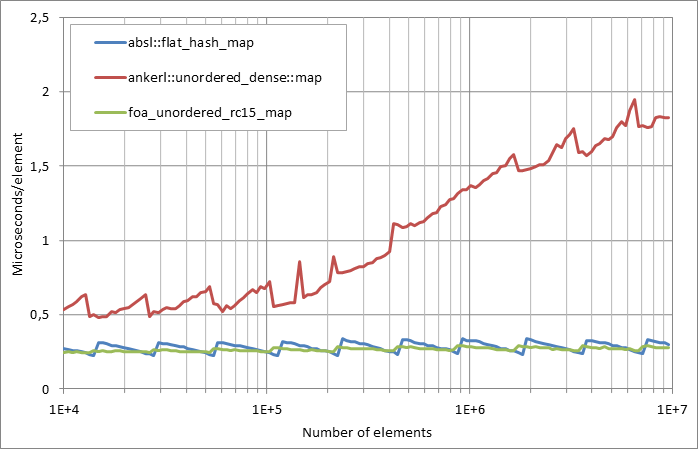 2,5
absl::flat_hash_map
ankerl::unordered_dense::map
foa_unordered_rc15_map
2
1,5
1
0,5
0
Microseconds/element
1E+4 1E+5 1E+6 1E+7
Number of elements